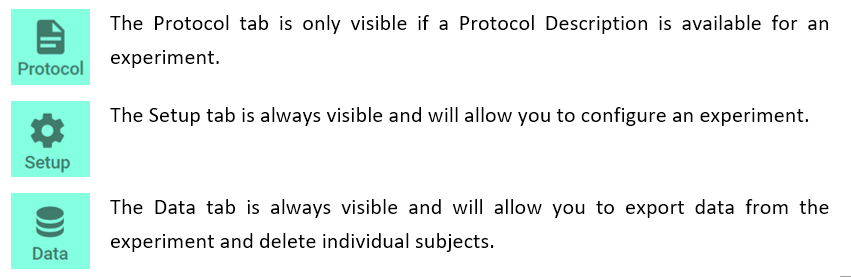 The Protocol tab is only visible if a Protocol Description is available for an
experiment.
Protocol
The Setup tab is always visible and will allow you to configure an experiment.
Setup
The Data tab is always visible and will allow you to export data from the
experiment and delete individual subjects.
Data